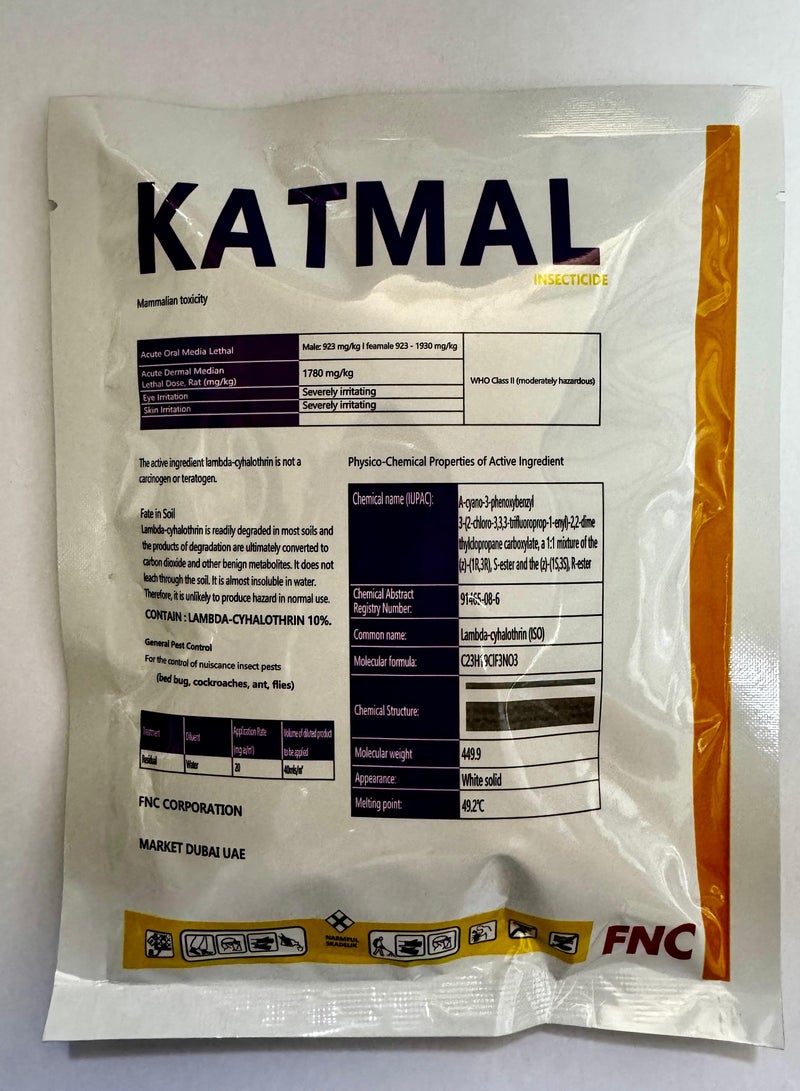 KATMAL
INSECTICIDE
Mammalian toxicity
Acute Oral Media Lethal
Male: 923 mg/kg I feamale 923 - 1930 mg/kg
Acute Dermal Median
Lethal Dose, Rat (mg/kg)
1780 mg/kg
WHO Class II (moderately hazardous)
Eye Irritation
Severely irritating
Skin Irritation
Severely irritating
The active ingredient lambda-cyhalothrin is not a
carcinogen or teratogen.
Fate in Soil
Lambda-cyhalothrin is readily degraded in most soils and
the products of degradation are ultimately converted to
carbon dioxide and other benign metabolites. It does not
leach through the soil. It is almost insoluble in water.
Therefore, it is unlikely to produce hazard in normal use.
CONTAIN : LAMBDA-CYHALOTHRIN 10%.
General Pest Control
For the control of nuiscance insect pests
(bed bug, cockroaches, ant, flies)
Treatment
Diluent
Application Rate
(mg ai/m²)
Volume of diluted product
to be applied
Residual
Water
20
40mls/m²
FNC CORPORATION
MARKET DUBAI UAE
Physico-Chemical Properties of Active Ingredient
Chemical name (IUPAC):
A-cyano-3-phenoxybenzyl
3-(2-chloro-3,3,3-trifluoroprop-1-enyl)-2,2-dime
thylclopropane carboxylate, a 1:1 mixture of the
(z)-(1R,3R), S-ester and the (z)-(1S,3S), R-ester
Chemical Abstract
Registry Number:
91465-08-6
Common name:
Lambda-cyhalothrin (ISO)
Molecular formula:
C23H19ClF3NO3
Chemical Structure:
Molecular weight
449.9
Appearance:
White solid
Melting point:
49.2℃
HARMFUL
SKADELIK
FNC